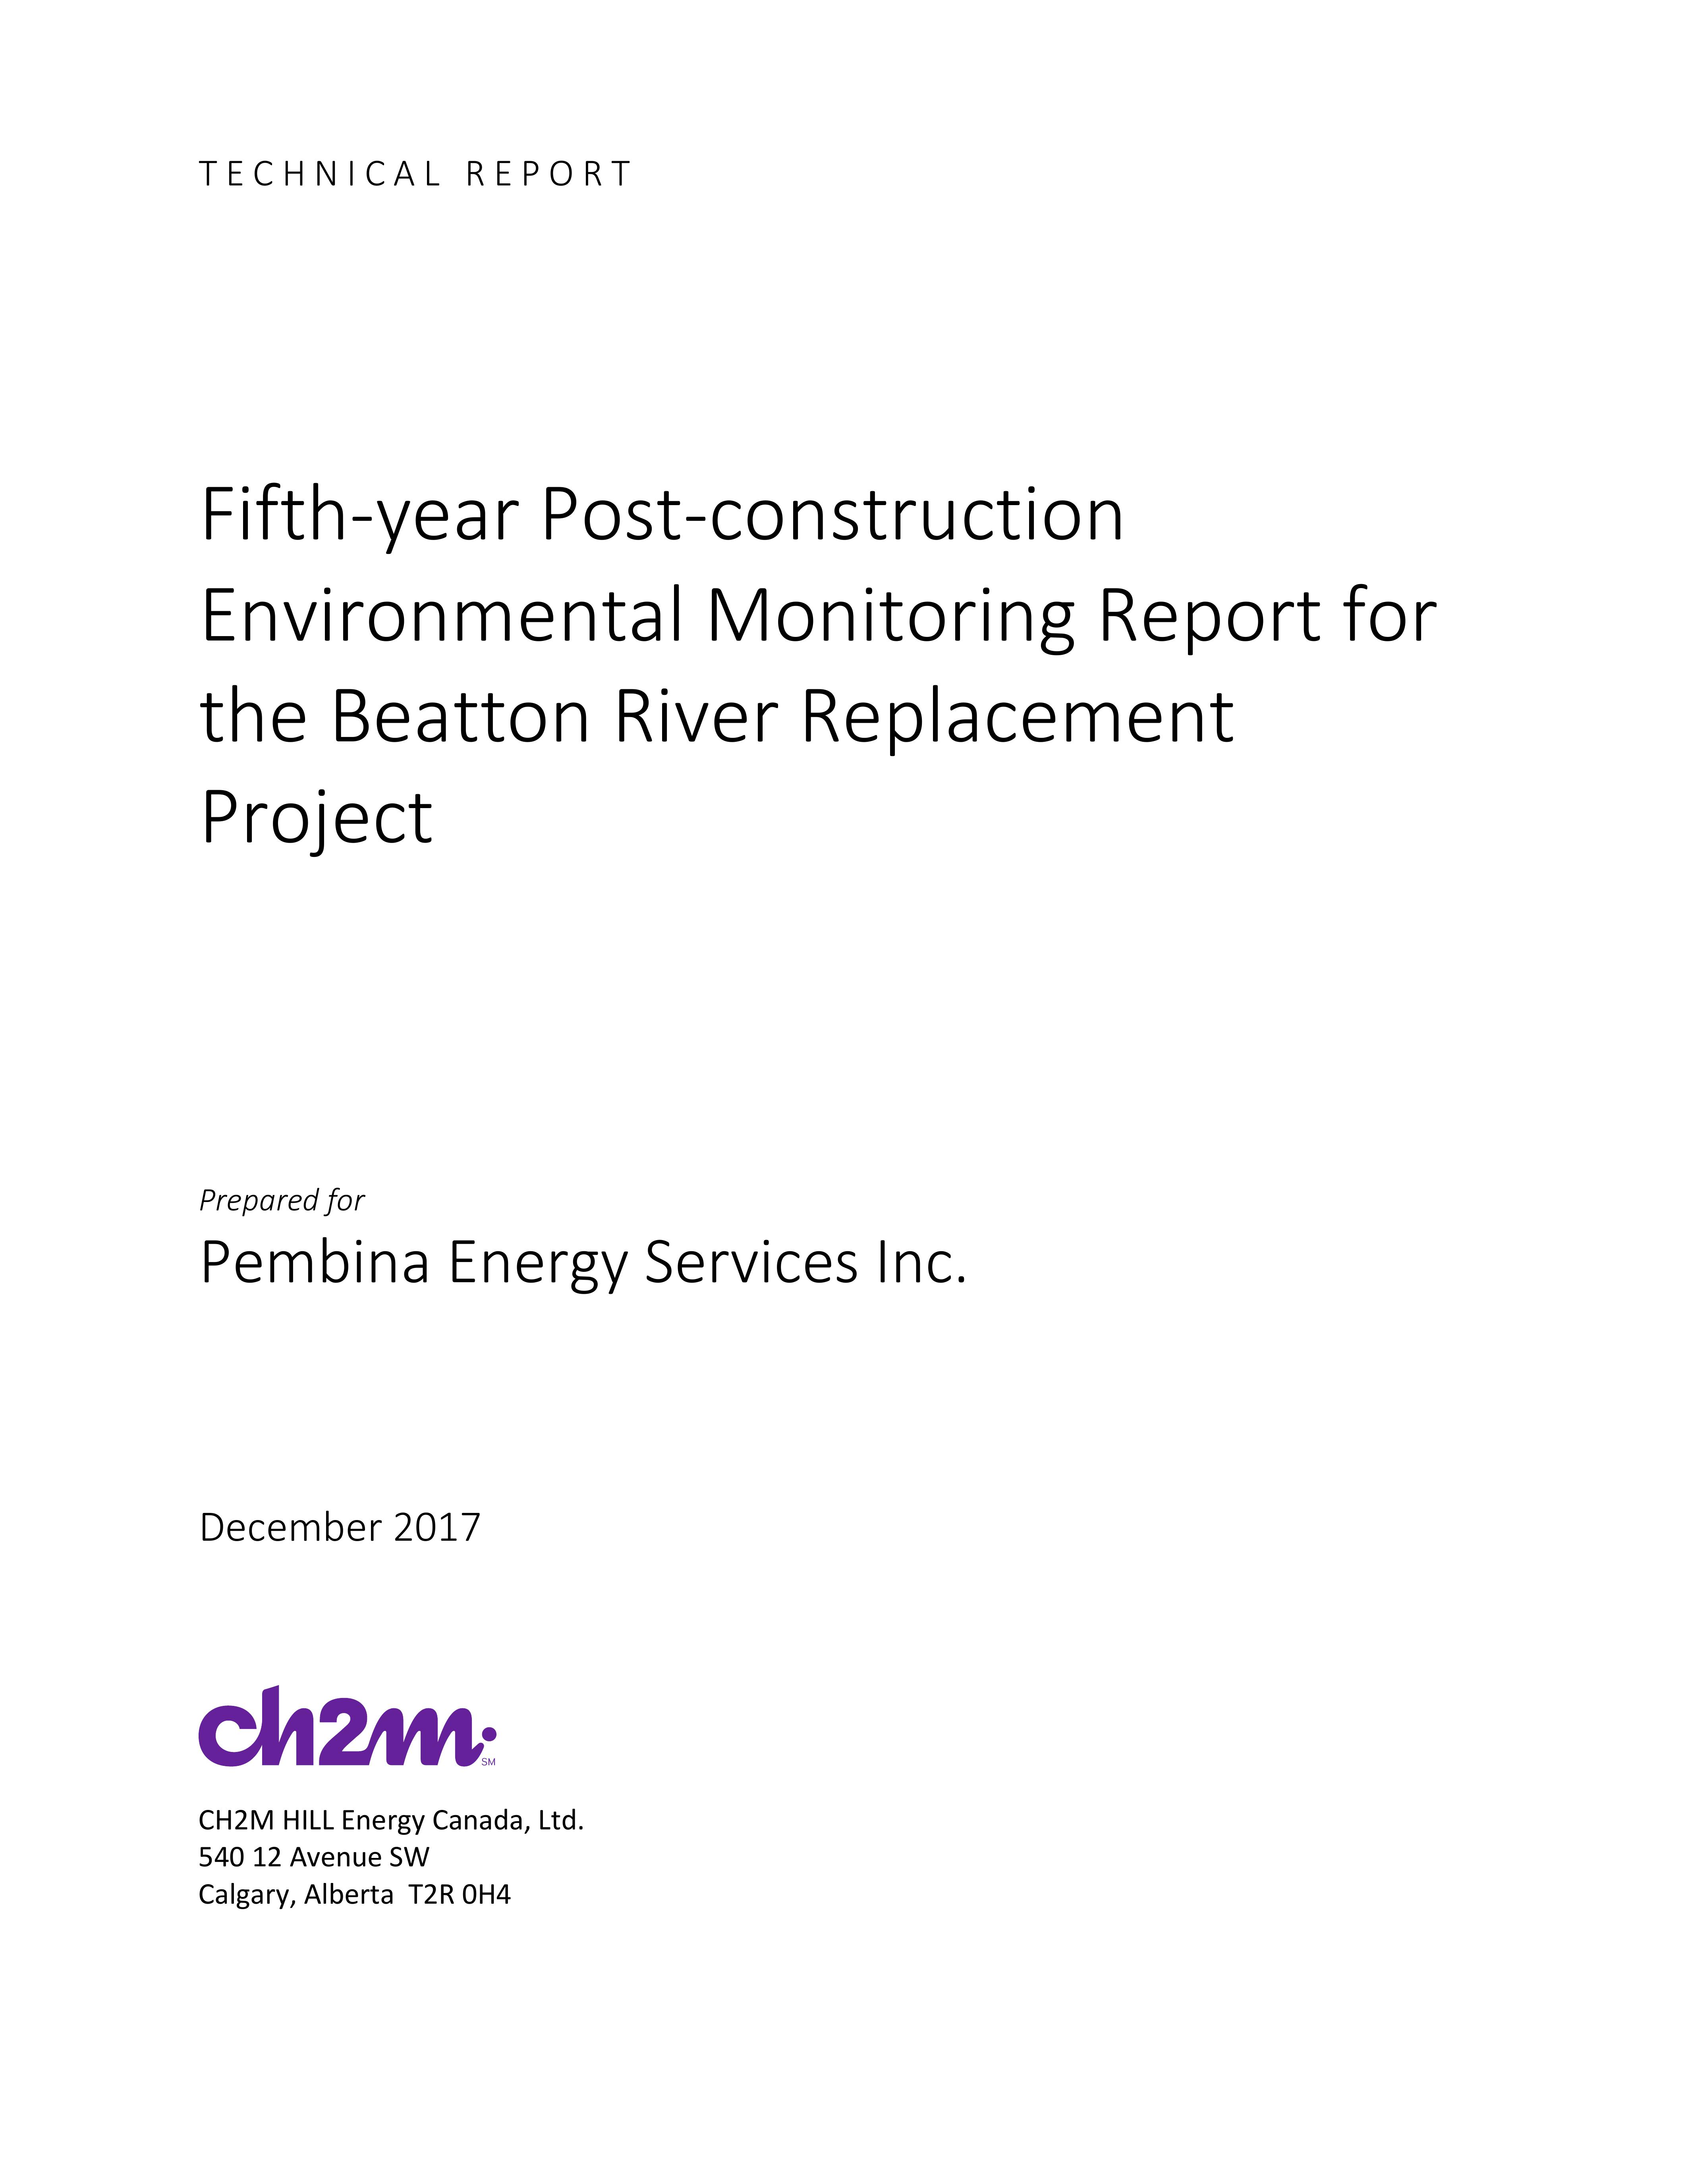 TECHNICAL REPORT
Fifth-year Post-construction
Environmental Monitoring Report for
the Beatton River Replacement
Project
Prepared for
Pembina Energy Services Inc.
December 2017
ch2m:
SM
CH2M HILL Energy Canada, Ltd.
540 12 Avenue SW
Calgary, Alberta  T2R 0H4